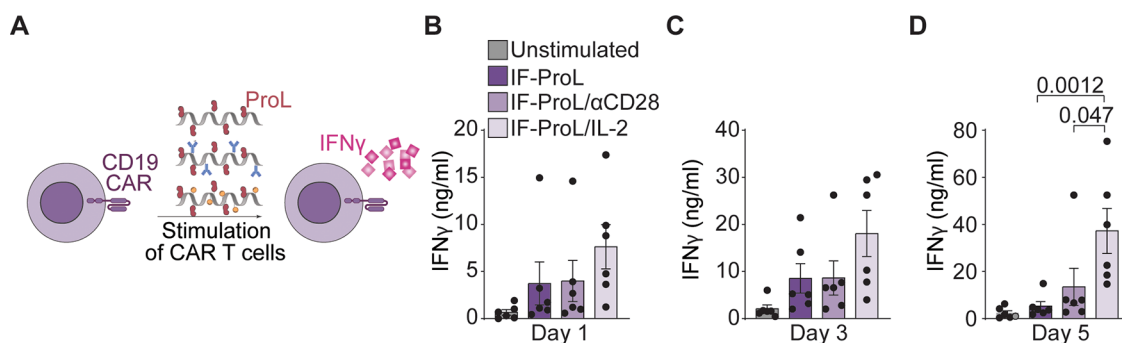 A
ProL
CD19
CAR
Stimulation
of CAR T cells
IFNγ
B
Unstimulated
IF-ProL
IF-ProL/αCD28
IF-ProL/IL-2
IFNγ (ng/ml)
20
15
10
5
0
Day 1
C
IFNγ (ng/ml)
40
30
20
10
0
Day 3
D
0.0012
0.047
IFNγ (ng/ml)
80
60
40
20
0
Day 5